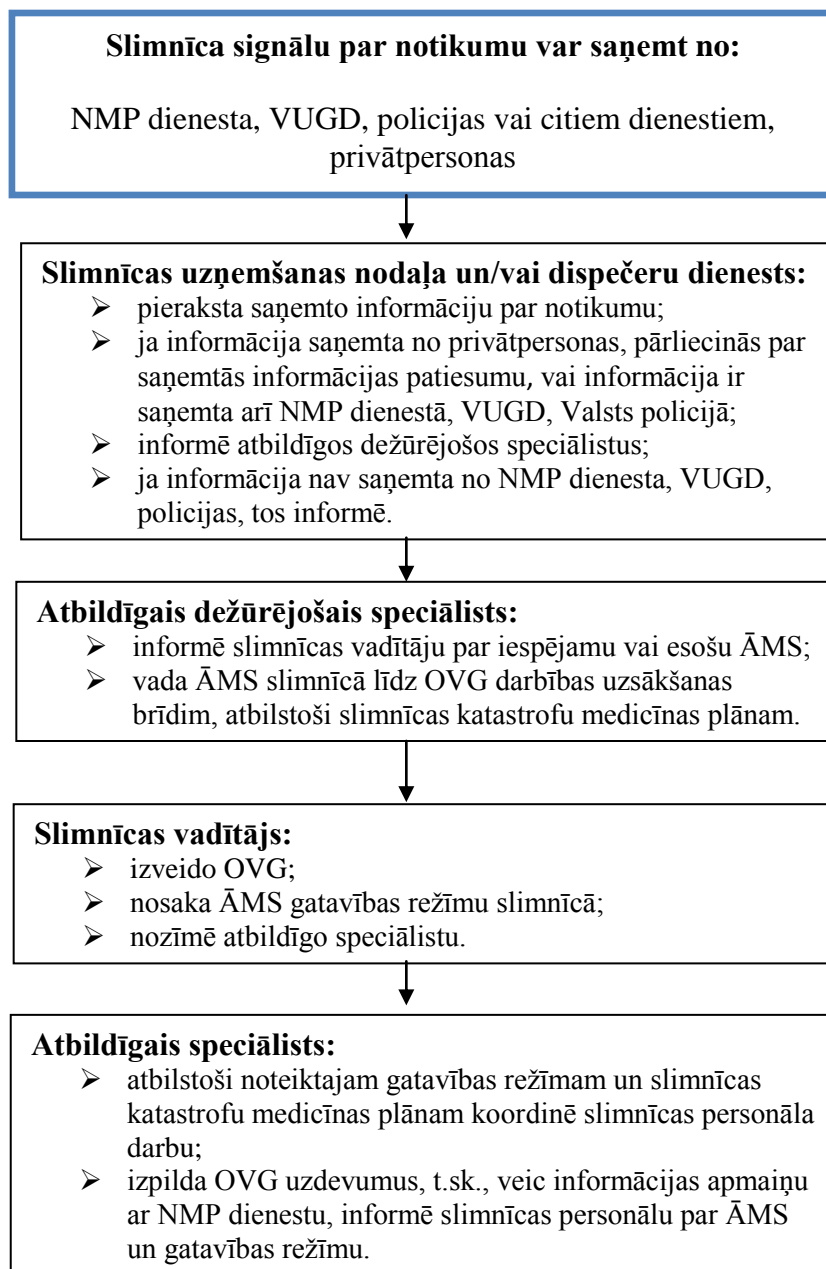 Slimnīca signālu par notikumu var saņemt no:
NMP dienesta, VUGD, policijas vai citiem dienestiem,
privātpersonas
Slimnīcas uzņemšanas nodaļa un/vai dispečeru dienests:
➢ pieraksta saņemto informāciju par notikumu;
➢ ja informācija saņemta no privātpersonas, pārliecinās par
saņemtās informācijas patiesumu, vai informācija ir
saņemta arī NMP dienestā, VUGD, Valsts policijā;
➢ informē atbildīgos dežūrējošos speciālistus;
➢ ja informācija nav saņemta no NMP dienesta, VUGD,
policijas, tos informē.
Atbildīgais dežūrējošais speciālists:
➢ informē slimnīcas vadītāju par iespējamu vai esošu ĀMS;
➢ vada ĀMS slimnīcā līdz OVG darbības uzsākšanas
brīdim, atbilstoši slimnīcas katastrofu medicīnas plānam.
Slimnīcas vadītājs:
➢ izveido OVG;
➢ nosaka ĀMS gatavības režīmu slimnīcā;
➢ nozīmē atbildīgo speciālistu.
Atbildīgais speciālists:
➢ atbilstoši noteiktajam gatavības režīmam un slimnīcas
katastrofu medicīnas plānam koordinē slimnīcas personāla
darbu;
➢ izpilda OVG uzdevumus, t.sk., veic informācijas apmaiņu
ar NMP dienestu, informē slimnīcas personālu par ĀMS
un gatavības režīmu.